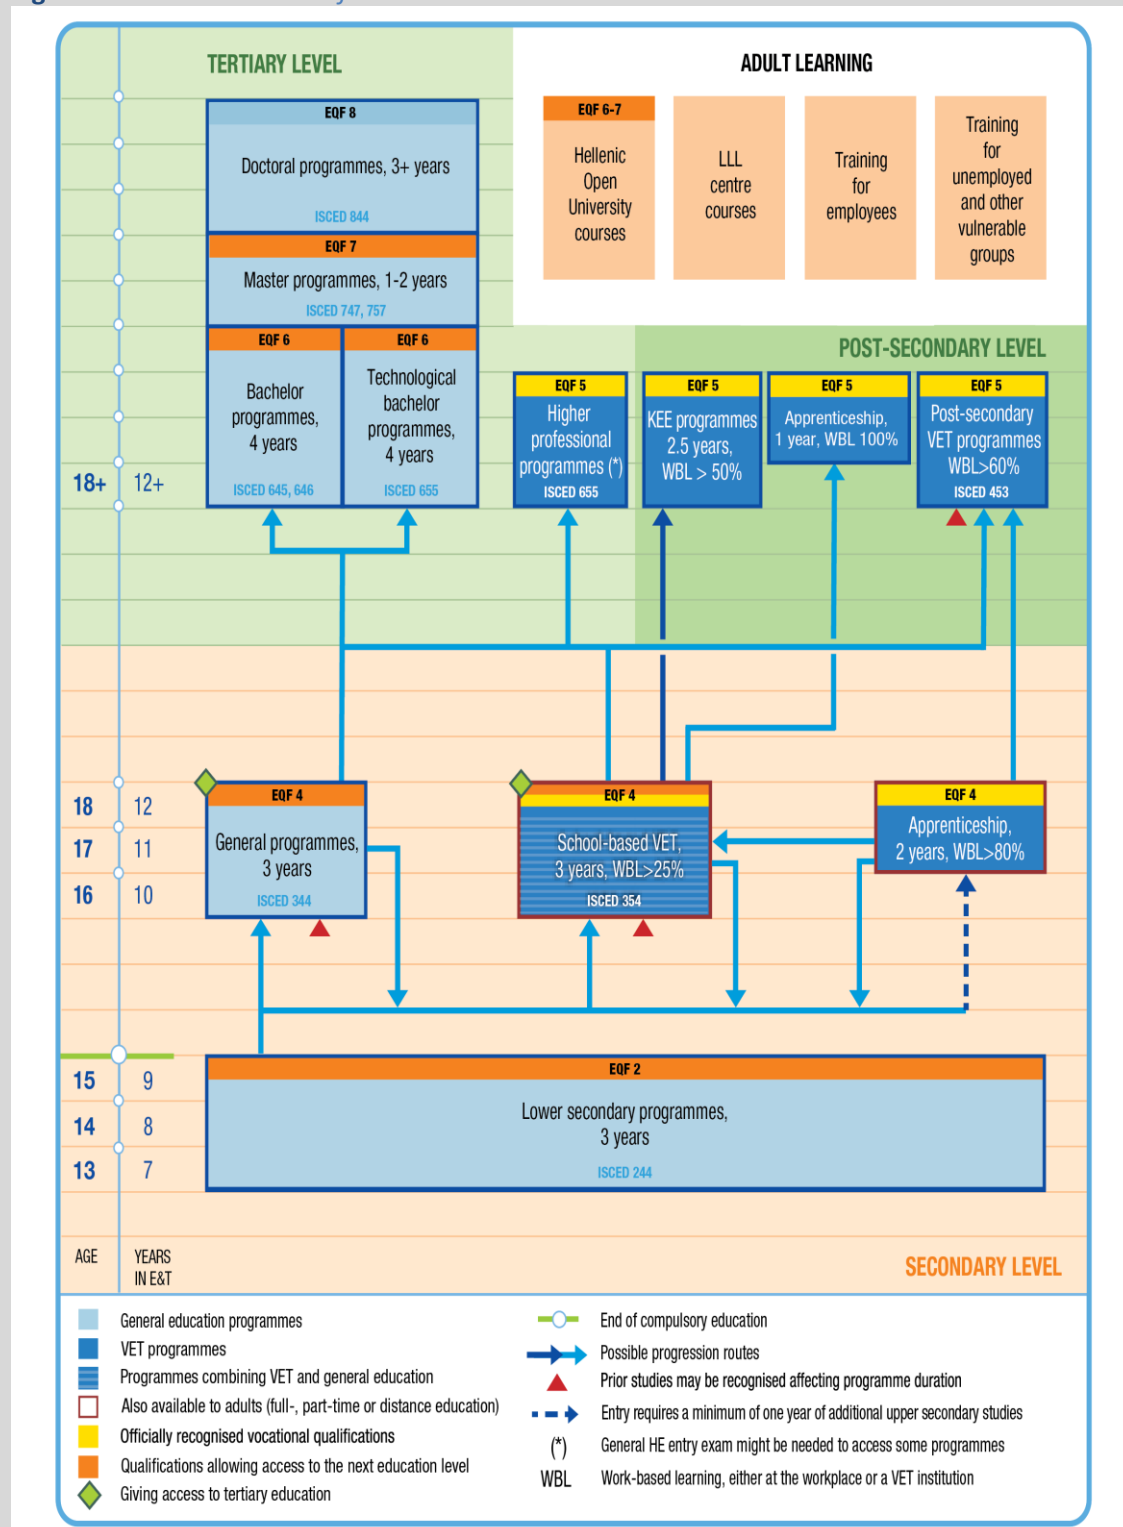 TERTIARY LEVEL
ADULT LEARNING
EQF 8
Doctoral programmes, 3+ years
ISCED 844
EQF 7
Master programmes, 1-2 years
ISCED 747, 757
EQF 6
Bachelor
programmes,
4 years
ISCED 645, 646
EQF 6
Technological
bachelor
programmes,
4 years
ISCED 655
EQF 6-7
Hellenic
Open
University
courses
LLL
centre
courses
Training
for
employees
Training
for
unemployed
and other
vulnerable
groups
POST-SECONDARY LEVEL
EQF 5
Higher
professional
programmes (*)
ISCED 655
EQF 5
KEE programmes
2.5 years,
WBL > 50%
EQF 5
Apprenticeship,
1 year, WBL 100%
EQF 5
Post-secondary
VET programmes
WBL>60%
ISCED 453
18+ 12+
18 12
17 11
16 10
EQF 4
General programmes,
3 years
ISCED 344
EQF 4
School-based VET,
3 years, WBL>25%
ISCED 354
EQF 4
Apprenticeship,
2 years, WBL>80%
15 9
14 8
13 7
EQF 2
Lower secondary programmes,
3 years
ISCED 244
AGE
YEARS
IN E&T
SECONDARY LEVEL
General education programmes
VET programmes
Programmes combining VET and general education
Also available to adults (full-, part-time or distance education)
Officially recognised vocational qualifications
Qualifications allowing access to the next education level
Giving access to tertiary education
End of compulsory education
Possible progression routes
Prior studies may be recognised affecting programme duration
Entry requires a minimum of one year of additional upper secondary studies
(*) General HE entry exam might be needed to access some programmes
WBL Work-based learning, either at the workplace or a VET institution